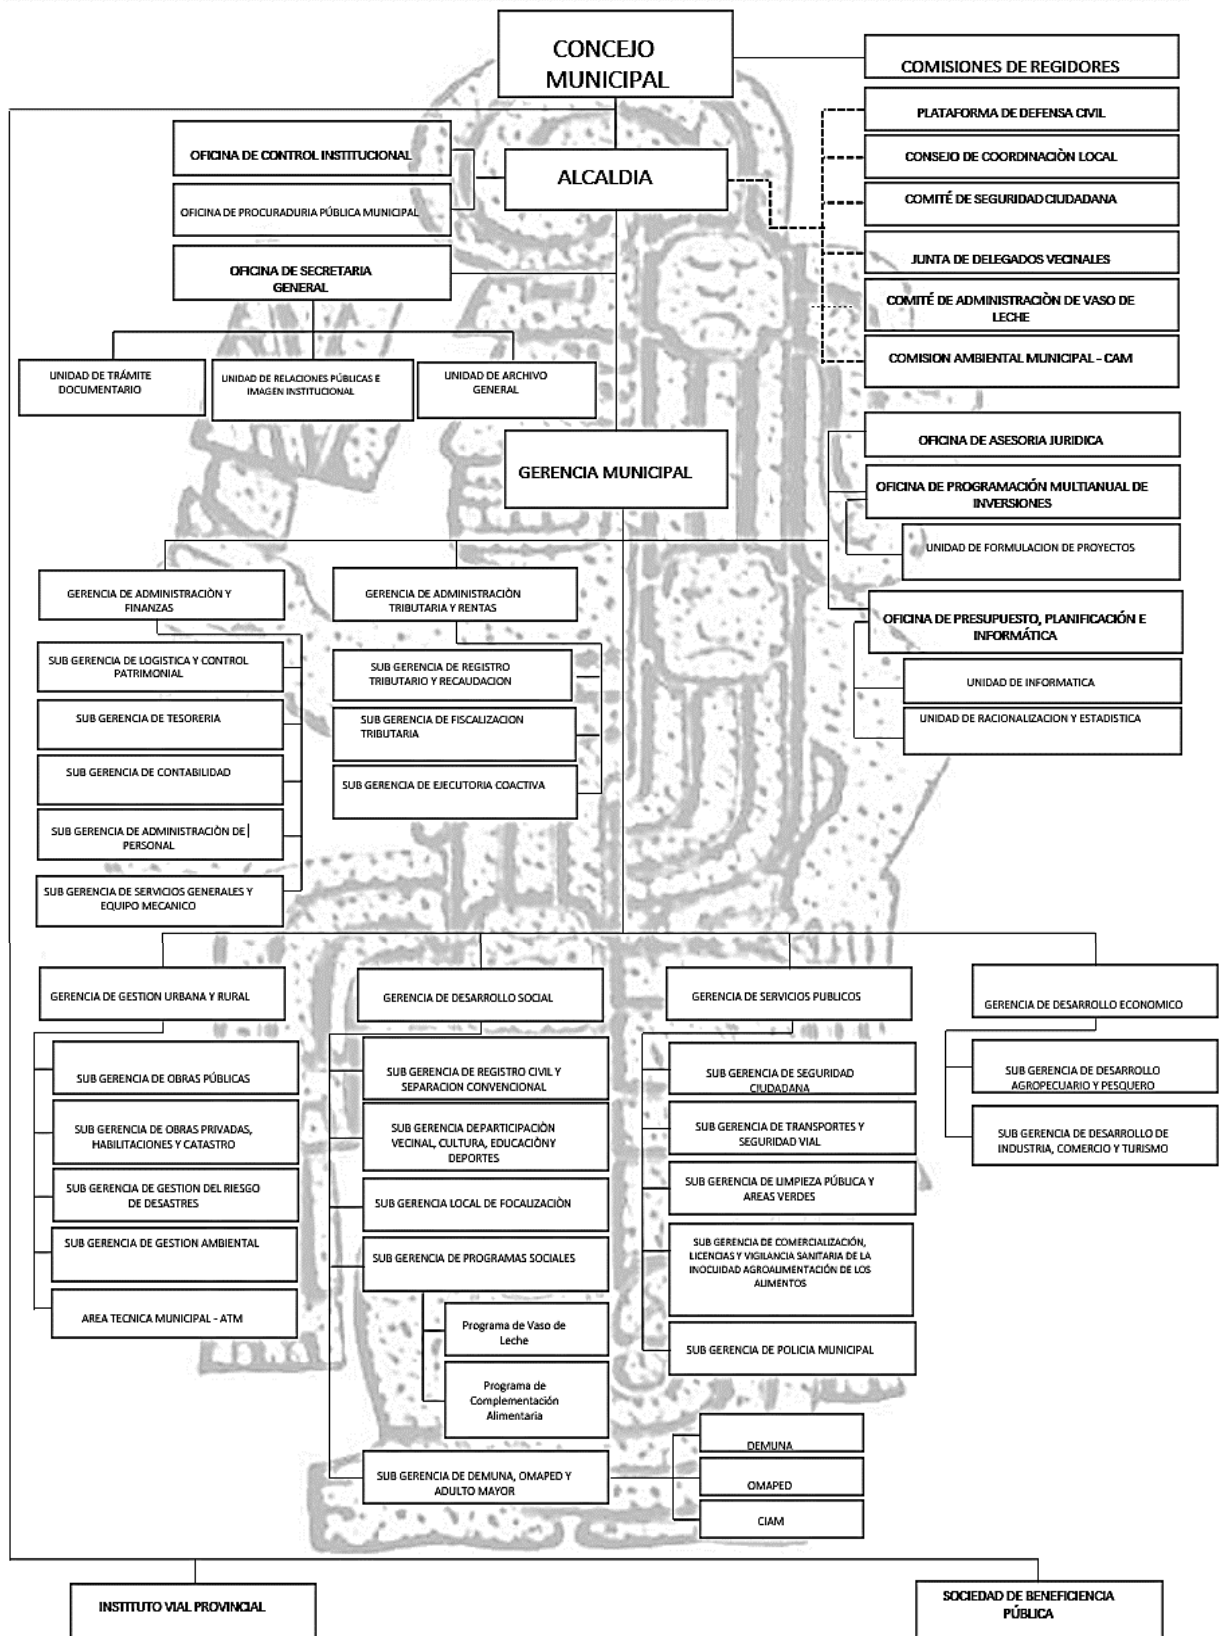 CONCEJO
MUNICIPAL
COMISIONES DE REGIDORES
PLATAFORMA DE DEFENSA CIVIL
OFICINA DE CONTROL INSTITUCIONAL
CONSEJO DE COORDINACIÒN LOCAL
ALCALDIA
COMITÉ DE SEGURIDAD CIUDADANA
OFICINA DE PROCURADURIA PÚBLICA MUNICIPAL
JUNTA DE DELEGADOS VECINALES
OFICINA DE SECRETARIA
GENERAL
COMITÉ DE ADMINISTRACIÒN DE VASO DE
LECHE
COMISION AMBIENTAL MUNICIPAL - CAM
UNIDAD DE TRÁMITE
DOCUMENTARIO
UNIDAD DE RELACIONES PÚBLICAS E
IMAGEN INSTITUCIONAL
UNIDAD DE ARCHIVO
GENERAL
OFICINA DE ASESORIA JURIDICA
GERENCIA MUNICIPAL
OFICINA DE PROGRAMACIÓN MULTIANUAL DE
INVERSIONES
UNIDAD DE FORMULACION DE PROYECTOS
GERENCIA DE ADMINISTRACIÒN Y
FINANZAS
GERENCIA DE ADMINISTRACIÒN
TRIBUTARIA Y RENTAS
OFICINA DE PRESUPUESTO, PLANIFICACIÓN E
INFORMÁTICA
SUB GERENCIA DE LOGISTICA Y CONTROL
PATRIMONIAL
SUB GERENCIA DE REGISTRO
TRIBUTARIO Y RECAUDACION
UNIDAD DE INFORMATICA
SUB GERENCIA DE TESORERIA
SUB GERENCIA DE FISCALIZACION
TRIBUTARIA
UNIDAD DE RACIONALIZACION Y ESTADISTICA
SUB GERENCIA DE CONTABILIDAD
SUB GERENCIA DE EJECUTORIA COACTIVA
SUB GERENCIA DE ADMINISTRACIÒN DE
PERSONAL
SUB GERENCIA DE SERVICIOS GENERALES Y
EQUIPO MECANICO
GERENCIA DE GESTION URBANA Y RURAL
GERENCIA DE DESARROLLO SOCIAL
GERENCIA DE SERVICIOS PUBLICOS
GERENCIA DE DESARROLLO ECONOMICO
SUB GERENCIA DE OBRAS PÚBLICAS
SUB GERENCIA DE OBRAS PRIVADAS,
HABILITACIONES Y CATASTRO
SUB GERENCIA DE GESTION DEL RIESGO
DE DESASTRES
SUB GERENCIA DE GESTION AMBIENTAL
AREA TECNICA MUNICIPAL - ATM
SUB GERENCIA DE REGISTRO CIVIL Y
SEPARACION CONVENCIONAL
SUB GERENCIA DEPARTICIPACIÒN
VECINAL, CULTURA, EDUCACIÒNY
DEPORTES
SUB GERENCIA LOCAL DE FOCALIZACIÒN
SUB GERENCIA DE PROGRAMAS SOCIALES
Programa de Vaso de
Leche
Programa de
Complementación
Alimentaria
SUB GERENCIA DE DEMUNA, OMAPED Y
ADULTO MAYOR
DEMUNA
OMAPED
CIAM
SUB GERENCIA DE SEGURIDAD
CIUDADANA
SUB GERENCIA DE TRANSPORTES Y
SEGURIDAD VIAL
SUB GERENCIA DE LIMPIEZA PÚBLICA Y
AREAS VERDES
SUB GERENCIA DE COMERCIALIZACIÓN,
LICENCIAS Y VIGILANCIA SANITARIA DE LA
INOCUIDAD AGROALIMENTACIÓN DE LOS
ALIMENTOS
SUB GERENCIA DE POLICIA MUNICIPAL
SUB GERENCIA DE DESARROLLO
AGROPECUARIO Y PESQUERO
SUB GERENCIA DE DESARROLLO DE
INDUSTRIA, COMERCIO Y TURISMO
INSTITUTO VIAL PROVINCIAL
SOCIEDAD DE BENEFICIENCIA
PÚBLICA